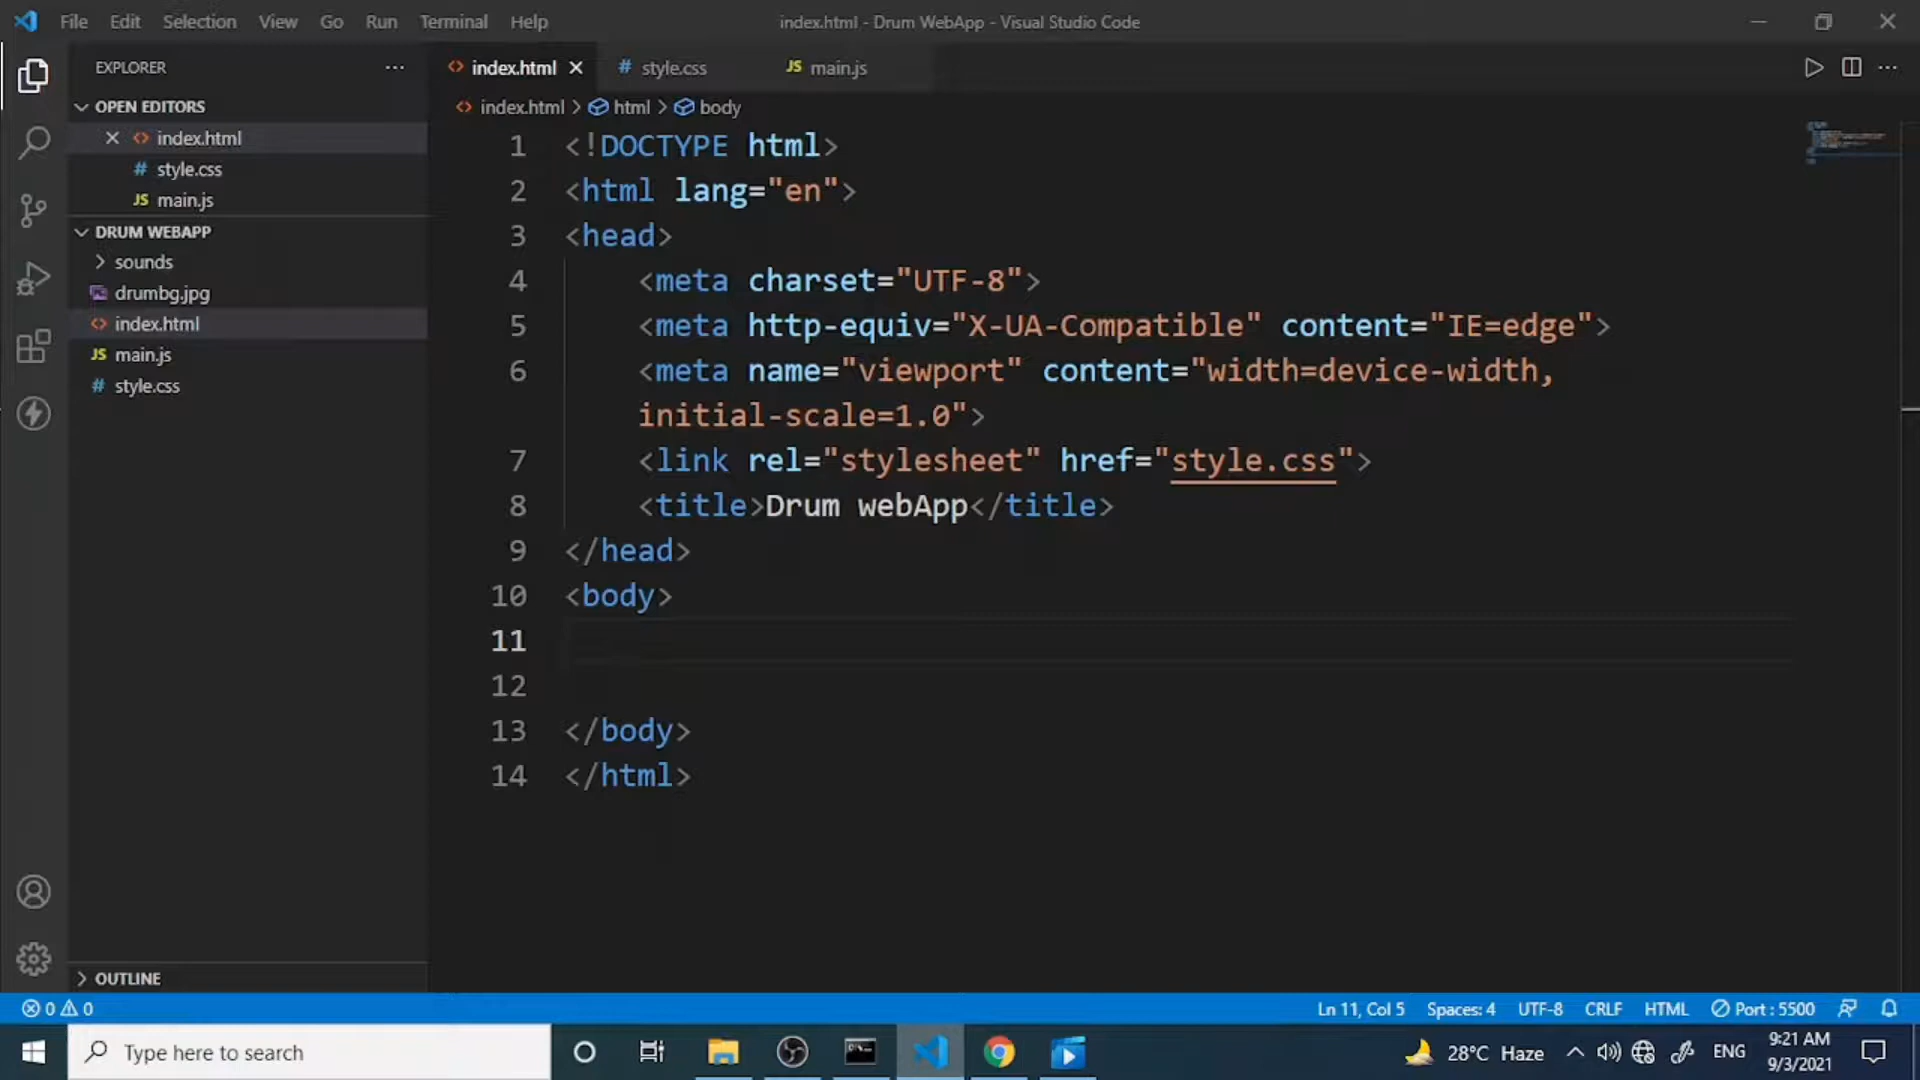 File Edit Selection View Go Run Terminal Help index.html - Drum WebApp - Visual Studio Code
EXPLORER
index.html
style.css
JS main.js
OPEN EDITORS
index.html > html > body
index.html
# style.css
JS main.js
DRUM WEBAPP
sounds
drumbg.jpg
index.html
JS main.js
# style.css
1 <!DOCTYPE html>
2 <html lang="en">
3 <head>
4 <meta charset="UTF-8">
5 <meta http-equiv="X-UA-Compatible" content="IE=edge">
6 <meta name="viewport" content="width=device-width,
initial-scale=1.0">
7 <link rel="stylesheet" href="style.css">
8 <title>Drum webApp</title>
9 </head>
10 <body>
11
12
13 </body>
14 </html>
OUTLINE
0 0 Ln 11, Col 5 Spaces: 4 UTF-8 CRLF HTML Port : 5500
Type here to search
28°C Haze
ENG
9:21 AM
9/3/2021